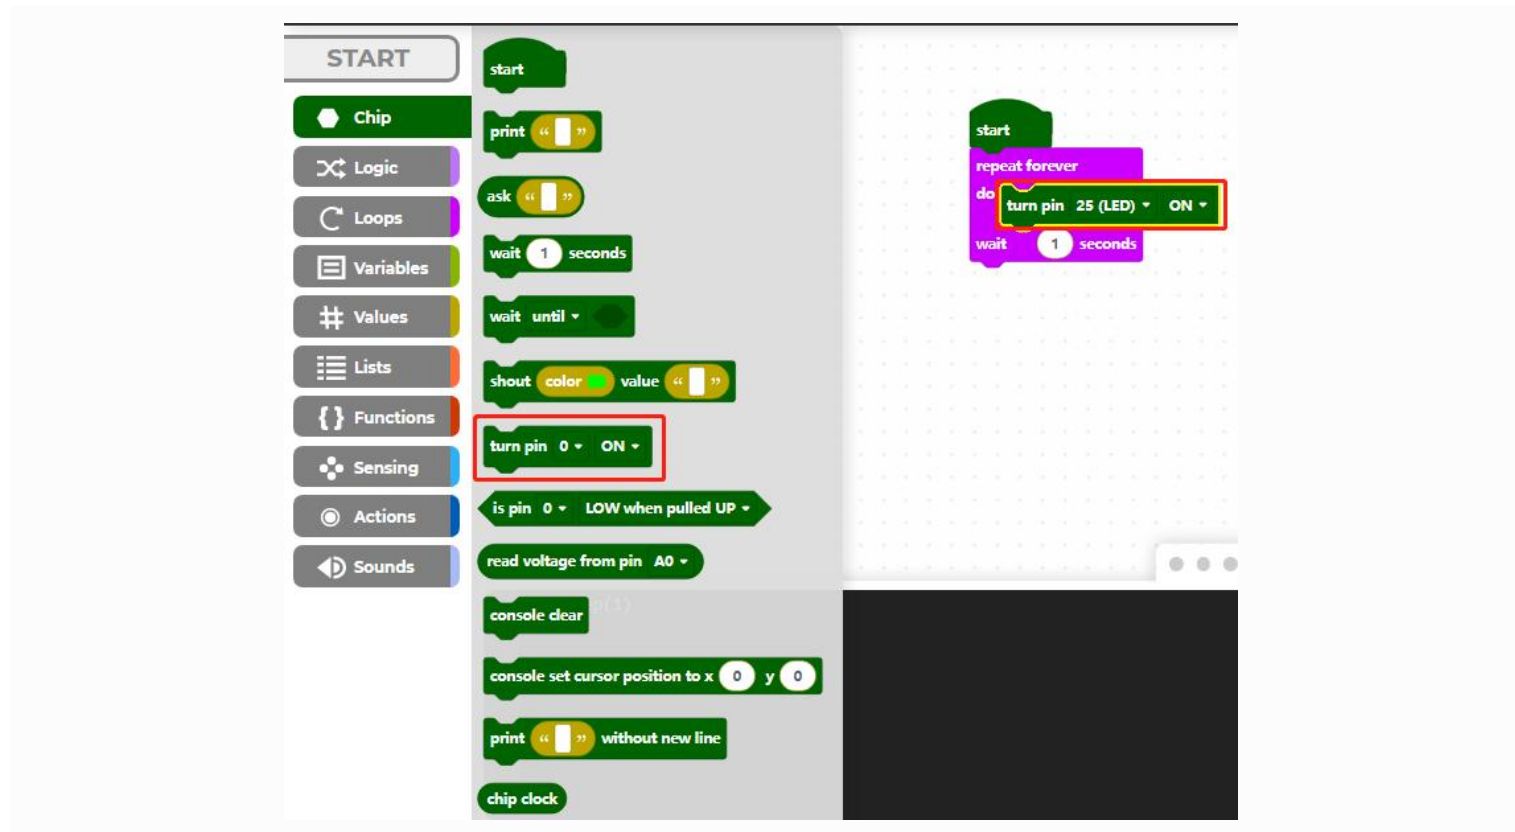 START
Chip
Logic
Loops
Variables
Values
Lists
Functions
Sensing
Actions
Sounds
start
print “ ”
ask “ ”
wait 1 seconds
wait until
shout color value “ ”
turn pin 0 ON
is pin 0 LOW when pulled UP
read voltage from pin A0
console clear
console set cursor position to x 0 y 0
print “ ” without new line
chip clock
start
repeat forever
do turn pin 25 (LED) ON
wait 1 seconds